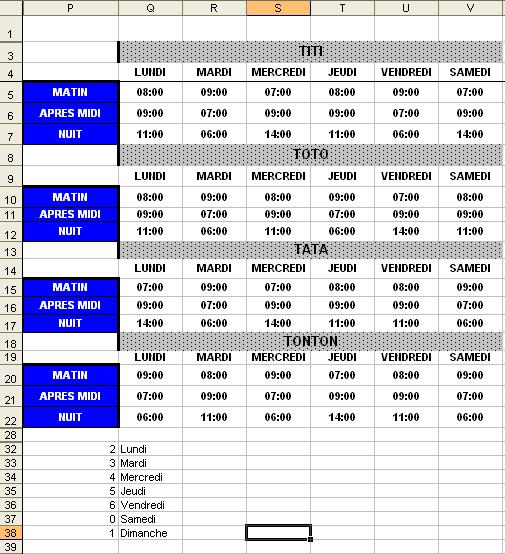 P Q R S T U V
1
3 TITI
4 LUNDI MARDI MERCREDI JEUDI VENDREDI SAMEDI
5 MATIN 08:00 09:00 07:00 08:00 09:00 07:00
6 APRES MIDI 09:00 07:00 09:00 09:00 07:00 09:00
7 NUIT 11:00 06:00 14:00 11:00 06:00 14:00
8 TOTO
9 LUNDI MARDI MERCREDI JEUDI VENDREDI SAMEDI
10 MATIN 08:00 09:00 08:00 09:00 07:00 08:00
11 APRES MIDI 09:00 07:00 09:00 07:00 09:00 09:00
12 NUIT 11:00 06:00 11:00 06:00 14:00 11:00
13 TATA
14 LUNDI MARDI MERCREDI JEUDI VENDREDI SAMEDI
15 MATIN 07:00 09:00 07:00 08:00 08:00 09:00
16 APRES MIDI 09:00 07:00 09:00 09:00 09:00 07:00
17 NUIT 14:00 06:00 14:00 11:00 11:00 06:00
18 TONTON
19 LUNDI MARDI MERCREDI JEUDI VENDREDI SAMEDI
20 MATIN 09:00 08:00 09:00 07:00 08:00 09:00
21 APRES MIDI 07:00 09:00 07:00 09:00 09:00 07:00
22 NUIT 06:00 11:00 06:00 14:00 11:00 06:00
28
32 2 Lundi
33 3 Mardi
34 4 Mercredi
35 5 Jeudi
36 6 Vendredi
37 0 Samedi
38 1 Dimanche
39